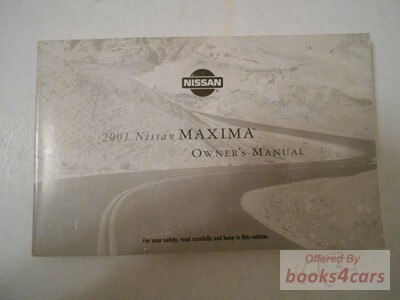 NISSAN
2001 Nissan MAXIMA
OWNER'S MANUAL
For your safety, read carefully and keep in this vehicle.
Offered By
books4cars